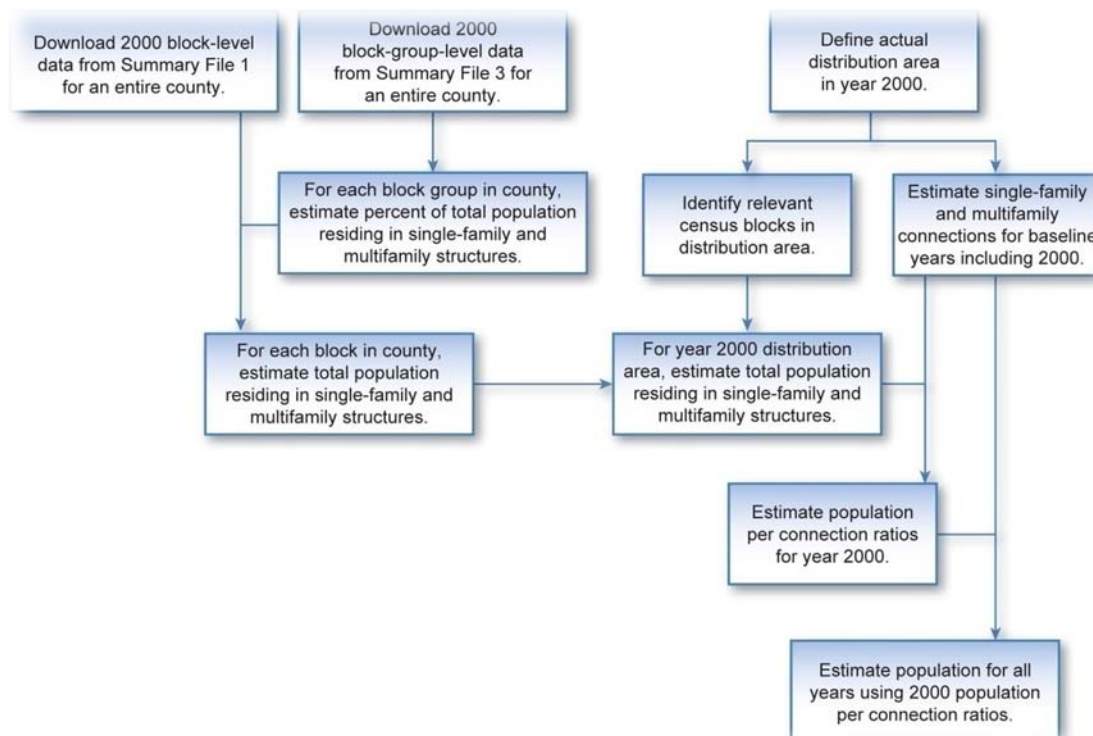 Download 2000 block-level
data from Summary File 1
for an entire county.
Download 2000
block-group-level data
from Summary File 3 for
an entire county.
Define actual
distribution area
in year 2000.
For each block group in county,
estimate percent of total population
residing in single-family and
multifamily structures.
Identify relevant
census blocks in
distribution area.
Estimate single-family
and multifamily
connections for baseline
years including 2000.
For each block in county,
estimate total population
residing in single-family and
multifamily structures.
For year 2000 distribution
area, estimate total population
residing in single-family and
multifamily structures.
Estimate population
per connection ratios
for year 2000.
Estimate population for all
years using 2000 population
per connection ratios.